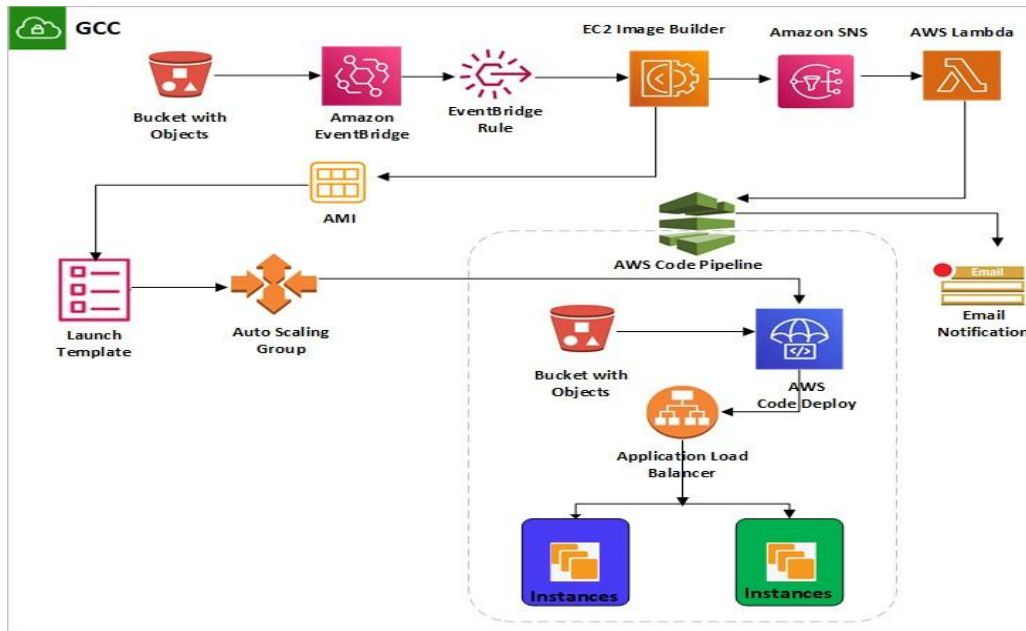 GCC
EC2 Image Builder
Amazon SNS
AWS Lambda
Bucket with
Objects
Amazon
EventBridge
EventBridge
Rule
AMI
AWS Code Pipeline
Email
Email
Notification
Launch
Template
Auto Scaling
Group
Bucket with
Objects
AWS
Code Deploy
Application Load
Balancer
Instances
Instances